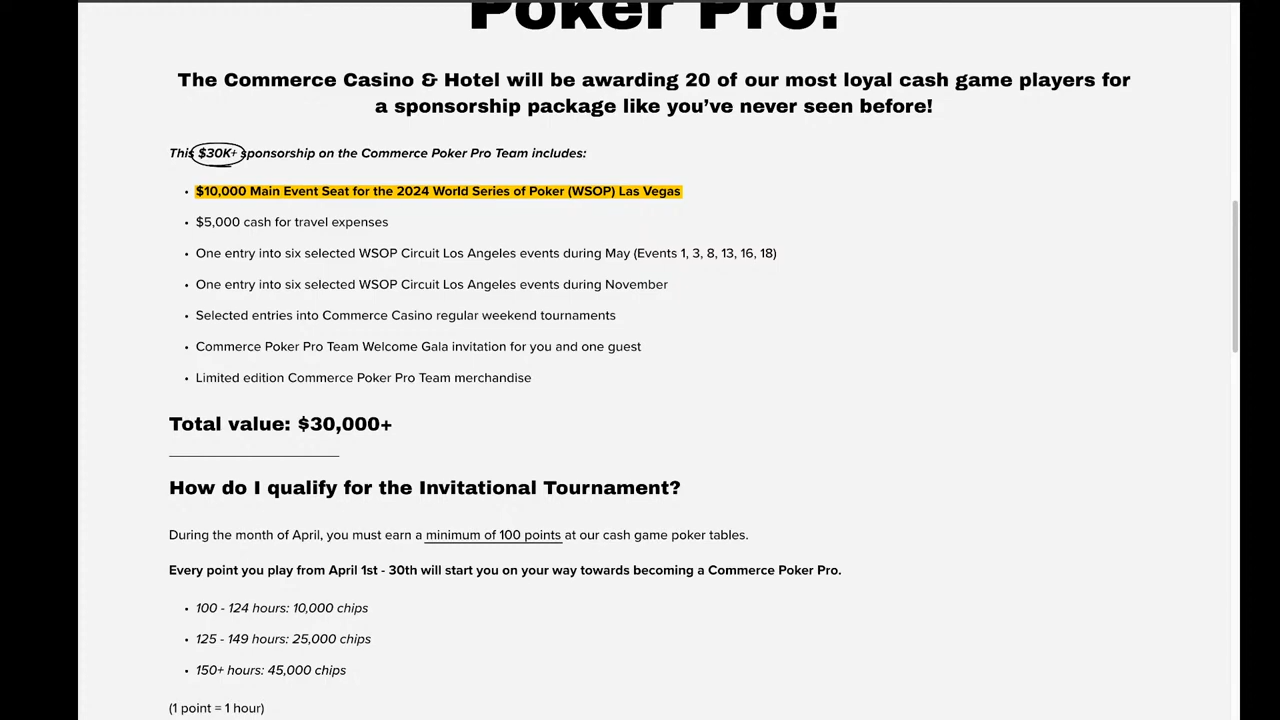 Poker Pro!
The Commerce Casino & Hotel will be awarding 20 of our most loyal cash game players for
a sponsorship package like you’ve never seen before!
This $30K+ sponsorship on the Commerce Poker Pro Team includes:
• $10,000 Main Event Seat for the 2024 World Series of Poker (WSOP) Las Vegas
• $5,000 cash for travel expenses
• One entry into six selected WSOP Circuit Los Angeles events during May (Events 1, 3, 8, 13, 16, 18)
• One entry into six selected WSOP Circuit Los Angeles events during November
• Selected entries into Commerce Casino regular weekend tournaments
• Commerce Poker Pro Team Welcome Gala invitation for you and one guest
• Limited edition Commerce Poker Pro Team merchandise
Total value: $30,000+
How do I qualify for the Invitational Tournament?
During the month of April, you must earn a minimum of 100 points at our cash game poker tables.
Every point you play from April 1st - 30th will start you on your way towards becoming a Commerce Poker Pro.
• 100 - 124 hours: 10,000 chips
• 125 - 149 hours: 25,000 chips
• 150+ hours: 45,000 chips
(1 point = 1 hour)